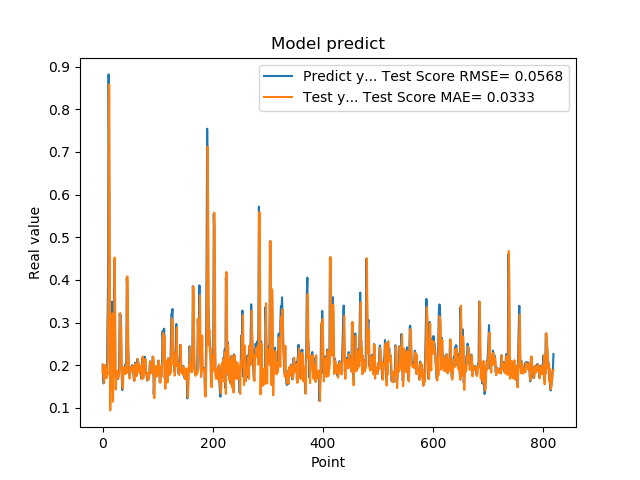 Model predict
Predict y... Test Score RMSE= 0.0568
Test y... Test Score MAE= 0.0333
0.9
0.8
0.7
0.6
0.5
0.4
0.3
0.2
0.1
Real value
0 200 400 600 800
Point